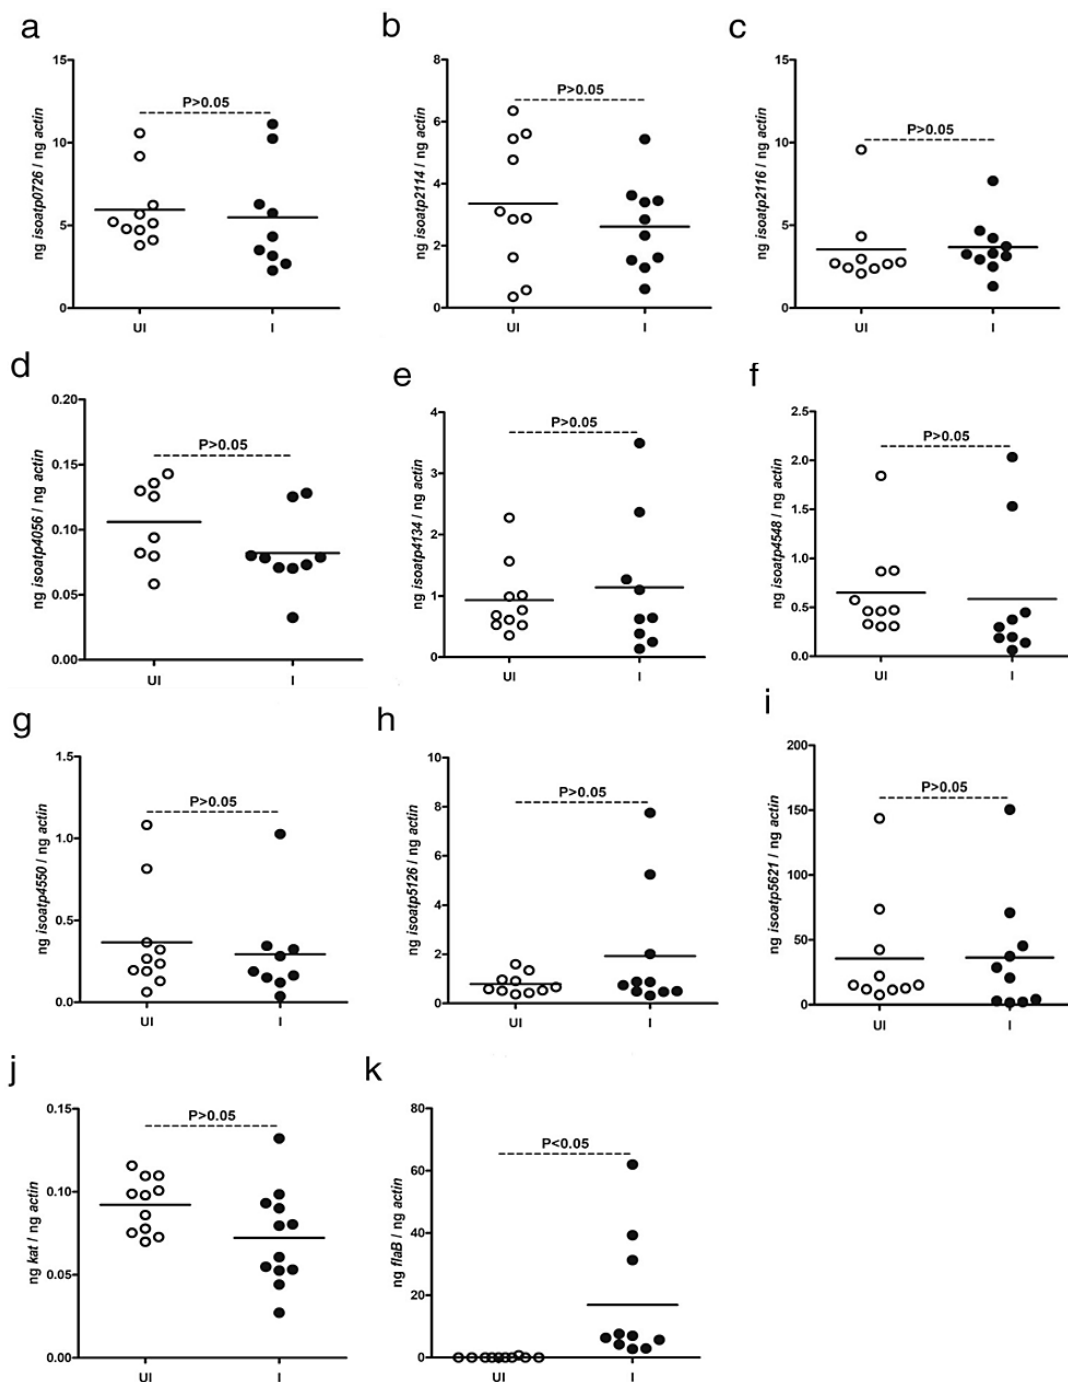 a
15
10
5
0
ng isoatp0726 / ng actin
P>0.05
UI I
b
8
6
4
2
0
ng isoatp2114 / ng actin
P>0.05
UI I
c
15
10
5
0
ng isoatp2116 / ng actin
P>0.05
UI I
d
0.20
0.15
0.10
0.05
0.00
ng isoatp4056 / ng actin
P>0.05
UI I
e
4
3
2
1
0
ng isoatp4134 / ng actin
P>0.05
UI I
f
2.5
2.0
1.5
1.0
0.5
0.0
ng isoatp4548 / ng actin
P>0.05
UI I
g
1.5
1.0
0.5
0.0
ng isoatp4550 / ng actin
P>0.05
UI I
h
10
8
6
4
2
0
ng isoatp5126 / ng actin
P>0.05
UI I
i
200
150
100
50
0
ng isoatp5621 / ng actin
P>0.05
UI I
j
0.15
0.10
0.05
0.00
ng kat / ng actin
P>0.05
UI I
k
80
60
40
20
0
ng flaB / ng actin
P<0.05
UI I